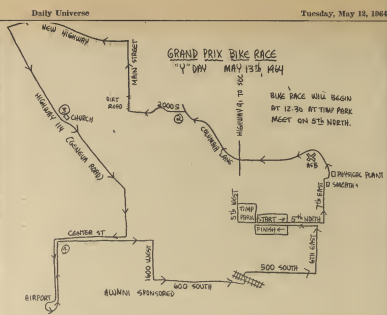 Daily Universe
Tuesday, May 12, 1964
NEW HIGHWAY
MAIN STREET
GRAND PRIX BIKE RACE
"Y" DAY MAY 13th, 1964
HIGHWAY 91 TO SLC
BIKE RACE WILL BEGIN
AT 12:30 AT TIMP PARK
MEET ON 5TH NORTH.
DIRT
ROAD
2000 S
COLUMBIA LANE
HIGHWAY 114 (GENEVA ROAD)
CHURCH
PHYSICAL PLANT
5TH WEST
TIMP
PARK
START →
5TH NORTH
FINISH ←
7TH EAST
6TH EAST
CENTER ST
1600 WEST
500 SOUTH
600 SOUTH
AIRPORT
ALUMNI SPONSORED